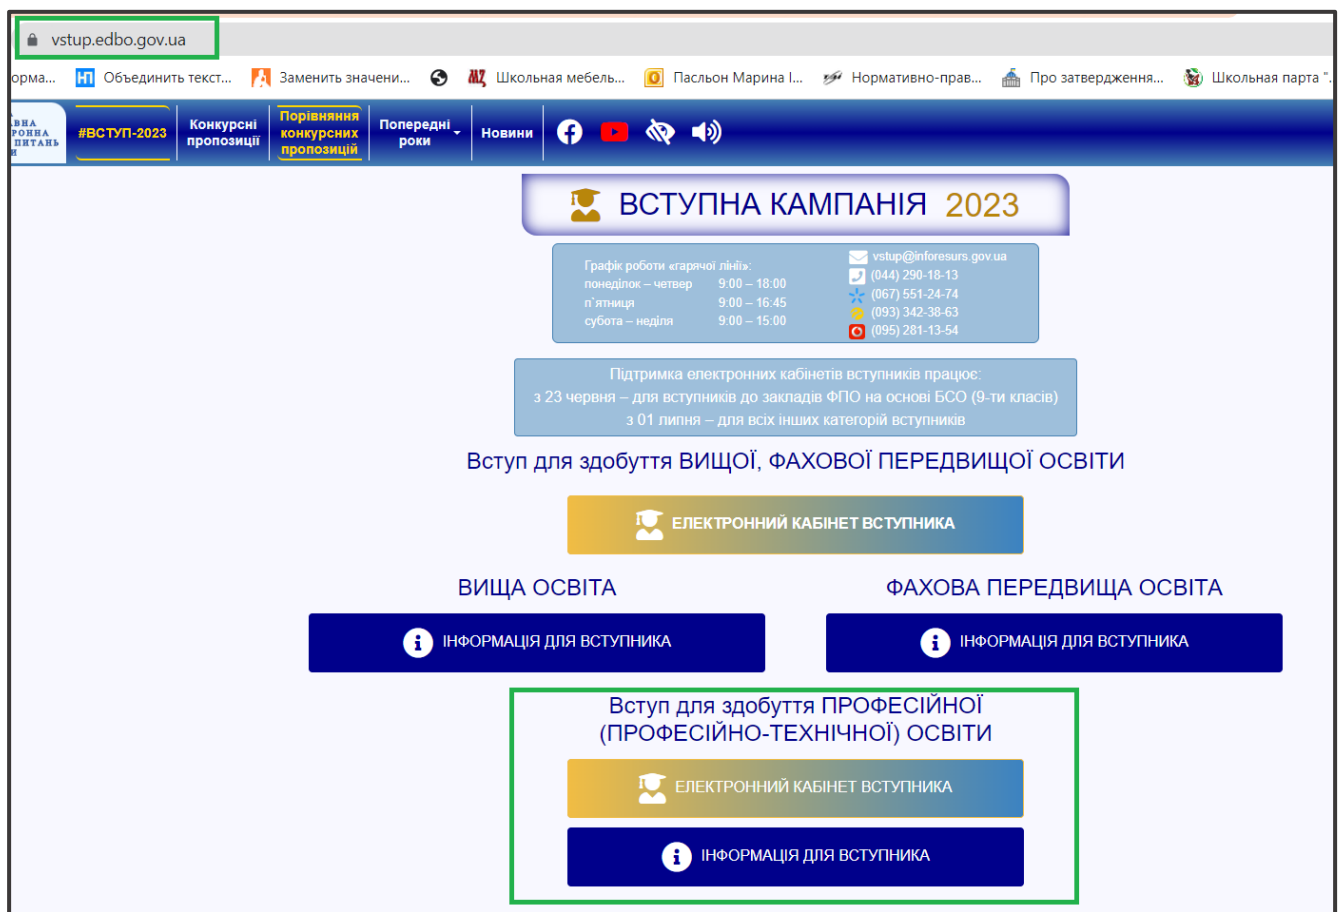 vstup.edbo.gov.ua
орма... Объединить текст... Заменить значени... Школьная мебель... Пасльон Марина І... Нормативно-прав... Про затвердження... Школьная парта "...
#ВСТУП-2023 Конкурсні пропозиції Порівняння конкурсних пропозицій Попередні роки Новини
ВСТУПНА КАМПАНІЯ 2023
Графік роботи «гарячої лінії»:
понеділок – четвер 9:00 – 18:00
п`ятниця 9:00 – 16:45
субота – неділя 9:00 – 15:00
vstup@inforesurs.gov.ua
(044) 290-18-13
(067) 551-24-74
(093) 342-38-63
(095) 281-13-54
Підтримка електронних кабінетів вступників працює:
з 23 червня – для вступників до закладів ФПО на основі БСО (9-ти класів)
з 01 липня – для всіх інших категорій вступників
Вступ для здобуття ВИЩОЇ, ФАХОВОЇ ПЕРЕДВИЩОЇ ОСВІТИ
ЕЛЕКТРОННИЙ КАБІНЕТ ВСТУПНИКА
ВИЩА ОСВІТА
ІНФОРМАЦІЯ ДЛЯ ВСТУПНИКА
ФАХОВА ПЕРЕДВИЩА ОСВІТА
ІНФОРМАЦІЯ ДЛЯ ВСТУПНИКА
Вступ для здобуття ПРОФЕСІЙНОЇ
(ПРОФЕСІЙНО-ТЕХНІЧНОЇ) ОСВІТИ
ЕЛЕКТРОННИЙ КАБІНЕТ ВСТУПНИКА
ІНФОРМАЦІЯ ДЛЯ ВСТУПНИКА